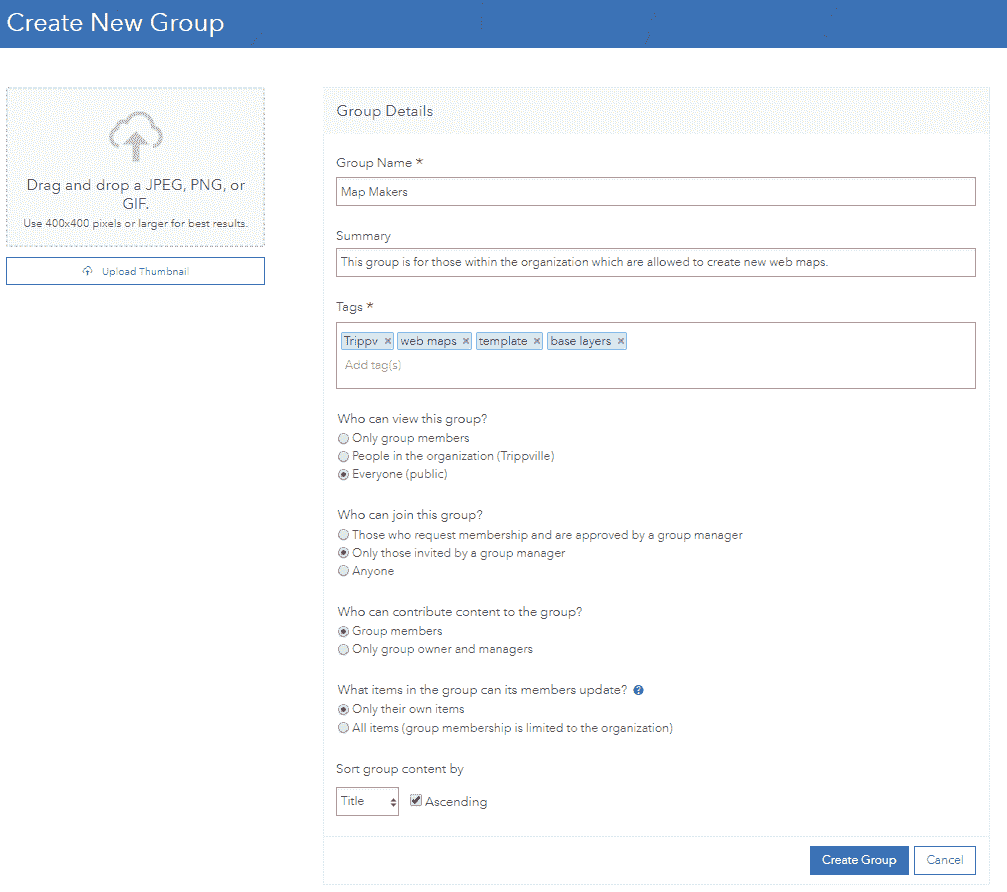 Create New Group
Drag and drop a JPEG, PNG, or
GIF.
Use 400x400 pixels or larger for best results.
Upload Thumbnail
Group Details
Group Name *
Map Makers
Summary
This group is for those within the organization which are allowed to create new web maps.
Tags *
Trippv × web maps × template × base layers ×
Add tag(s)
Who can view this group?
Only group members
People in the organization (Trippville)
Everyone (public)
Who can join this group?
Those who request membership and are approved by a group manager
Only those invited by a group manager
Anyone
Who can contribute content to the group?
Group members
Only group owner and managers
What items in the group can its members update? ?
Only their own items
All items (group membership is limited to the organization)
Sort group content by
Title Ascending
Create Group Cancel